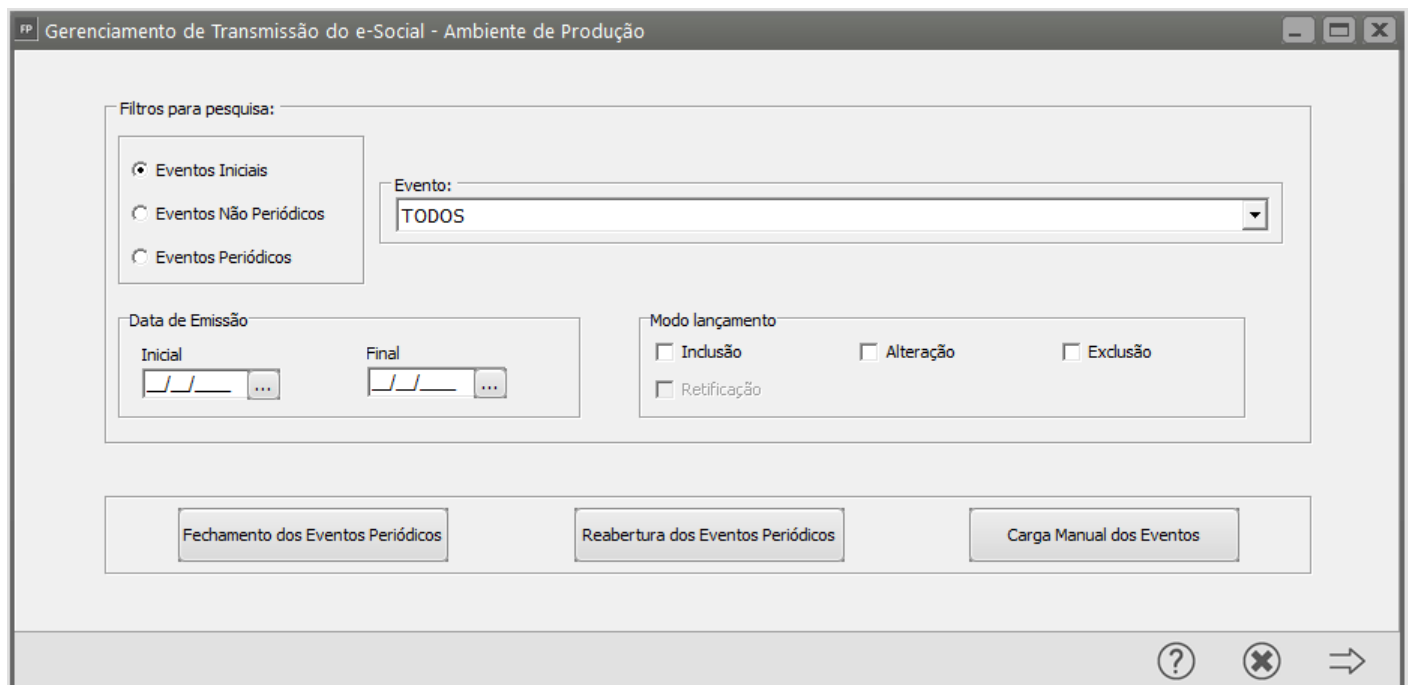 FP Gerenciamento de Transmissão do e-Social - Ambiente de Produção
Filtros para pesquisa:
Eventos Iniciais
Eventos Não Periódicos
Eventos Periódicos
Evento:
TODOS
Data de Emissão
Inicial
Final
__/__/____ ...
__/__/____ ...
Modo lançamento
Inclusão
Alteração
Exclusão
Retificação
Fechamento dos Eventos Periódicos
Reabertura dos Eventos Periódicos
Carga Manual dos Eventos
?